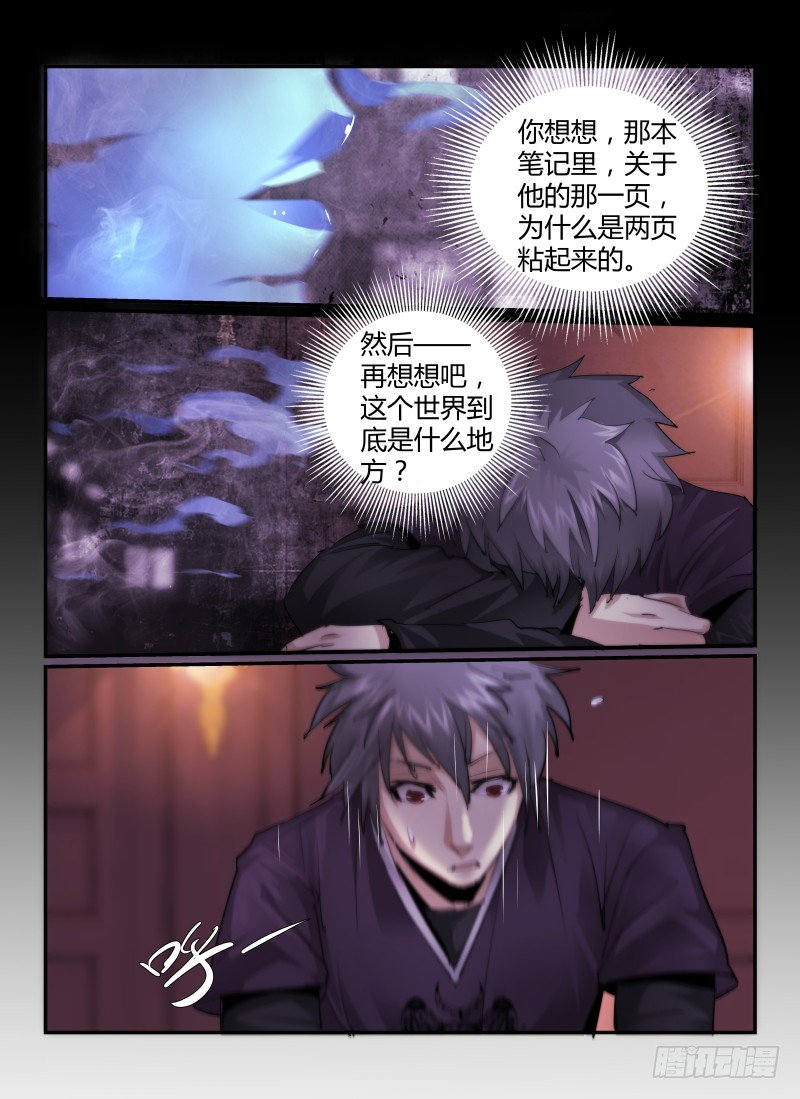 你想想，那本
笔记里，关于
他的那一页，
为什么是两页
粘起来的。
然后——
再想想吧，
这个世界到
底是什么地
方？
呼—
腾讯动漫